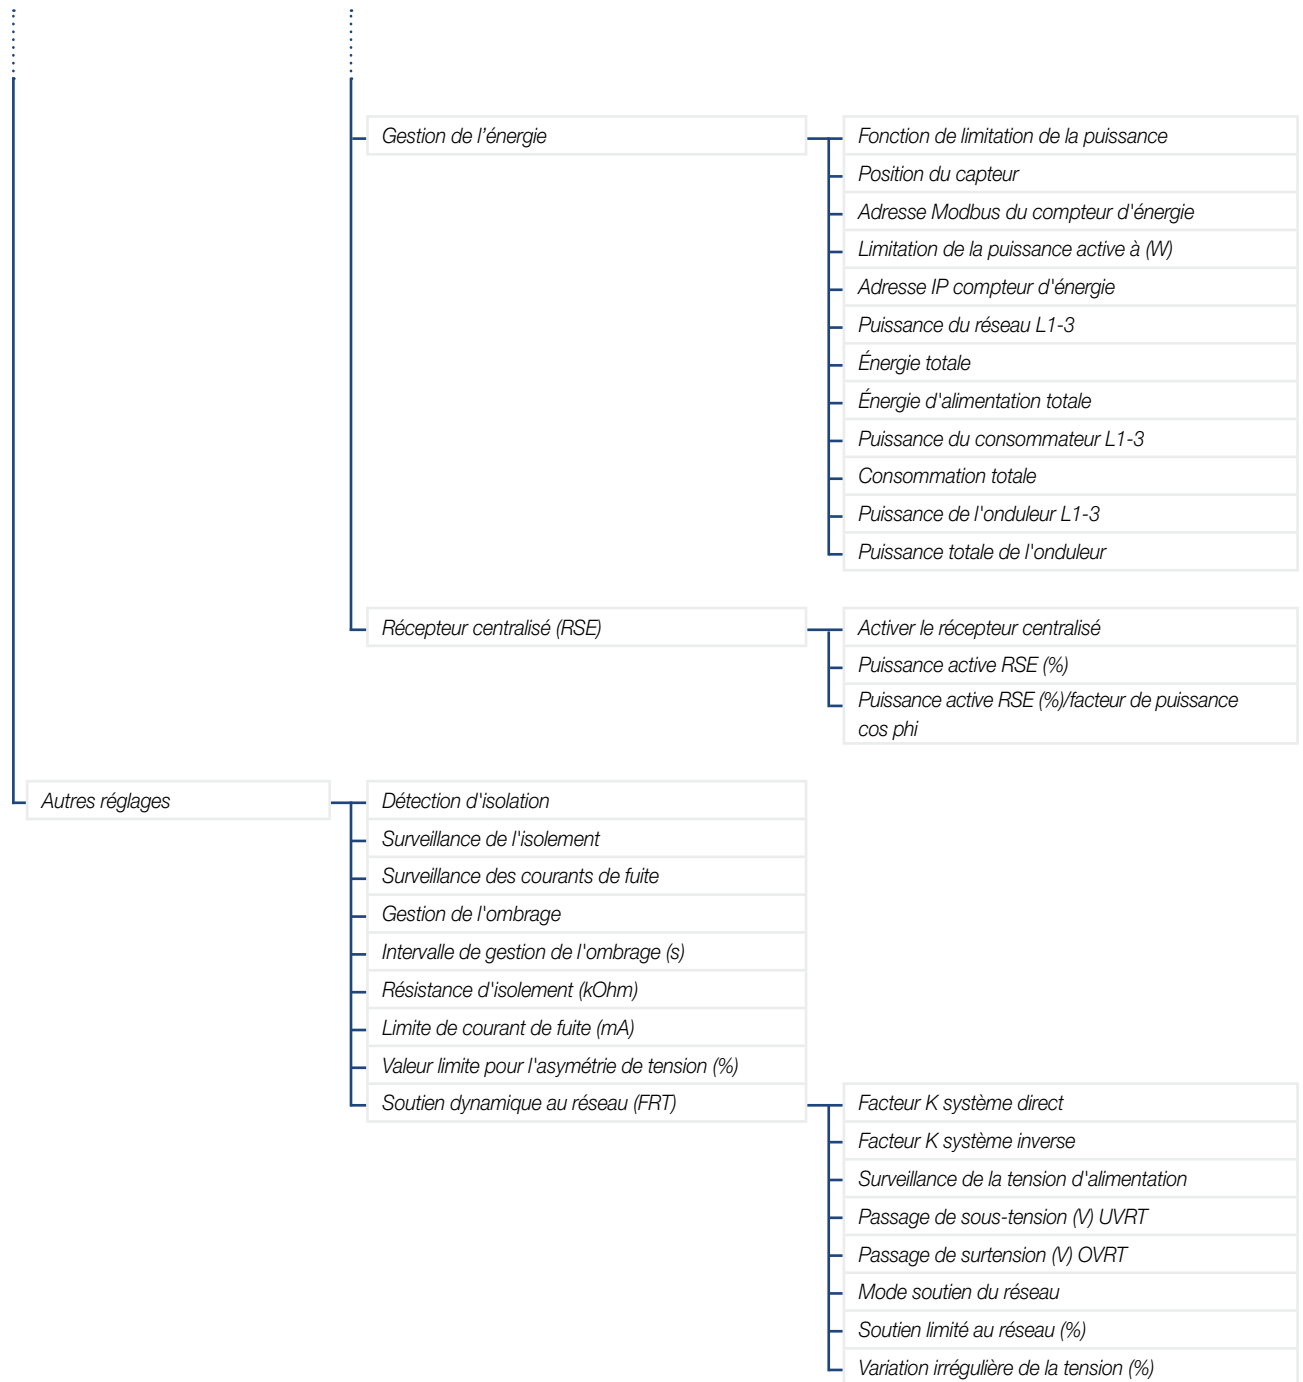 Gestion de l’énergie
Fonction de limitation de la puissance
Position du capteur
Adresse Modbus du compteur d'énergie
Limitation de la puissance active à (W)
Adresse IP compteur d'énergie
Puissance du réseau L1-3
Énergie totale
Énergie d'alimentation totale
Puissance du consommateur L1-3
Consommation totale
Puissance de l'onduleur L1-3
Puissance totale de l'onduleur
Récepteur centralisé (RSE)
Activer le récepteur centralisé
Puissance active RSE (%)
Puissance active RSE (%)/facteur de puissance
cos phi
Autres réglages
Détection d'isolation
Surveillance de l'isolement
Surveillance des courants de fuite
Gestion de l'ombrage
Intervalle de gestion de l'ombrage (s)
Résistance d'isolement (kOhm)
Limite de courant de fuite (mA)
Valeur limite pour l'asymétrie de tension (%)
Soutien dynamique au réseau (FRT)
Facteur K système direct
Facteur K système inverse
Surveillance de la tension d'alimentation
Passage de sous-tension (V) UVRT
Passage de surtension (V) OVRT
Mode soutien du réseau
Soutien limité au réseau (%)
Variation irrégulière de la tension (%)